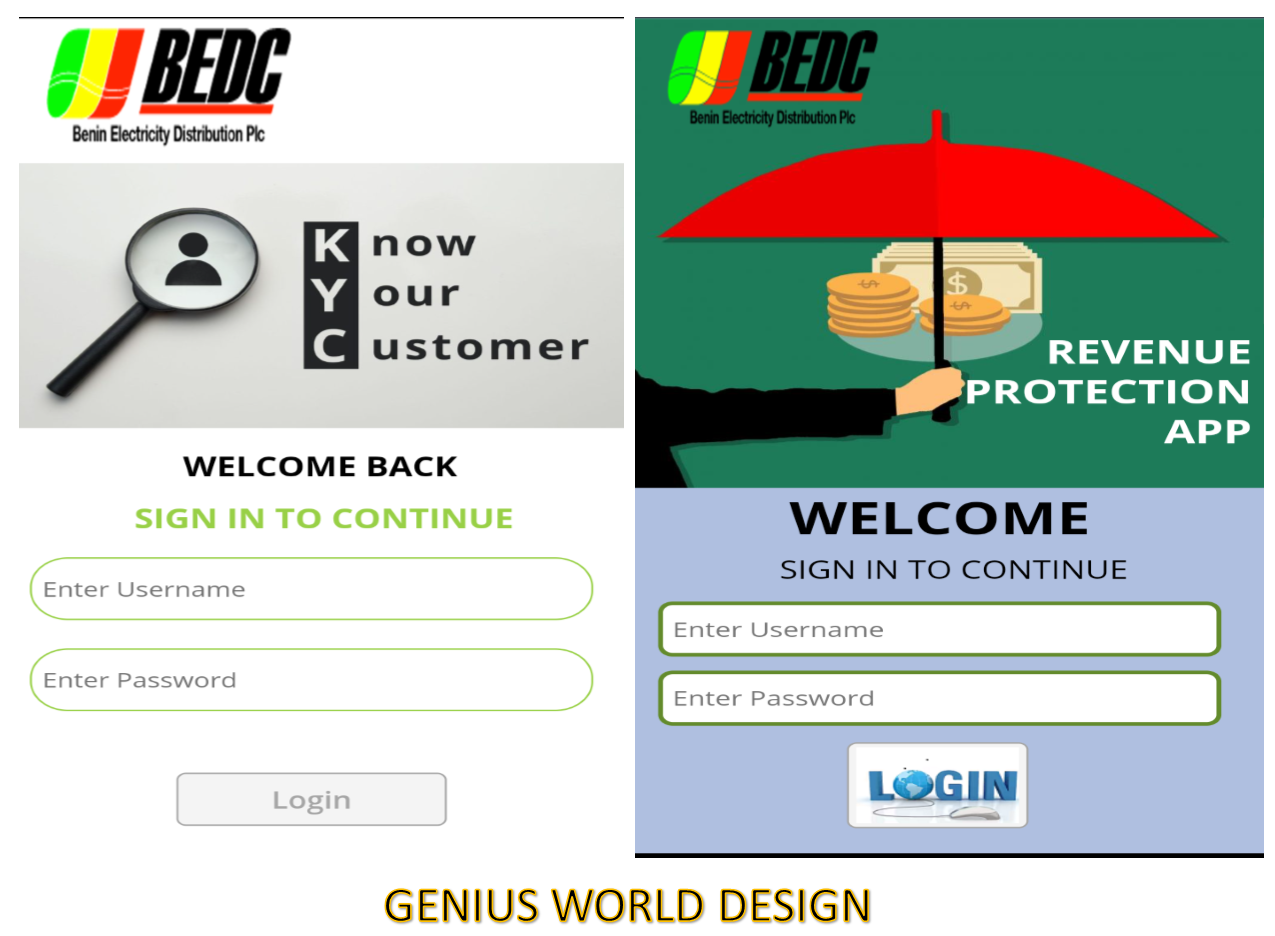 BEDC
Benin Electricity Distribution Plc
Know
Your
Customer
WELCOME BACK
SIGN IN TO CONTINUE
Enter Username
Enter Password
Login
BEDC
Benin Electricity Distribution Plc
$
$
$
REVENUE
PROTECTION
APP
WELCOME
SIGN IN TO CONTINUE
Enter Username
Enter Password
LOGIN
GENIUS WORLD DESIGN